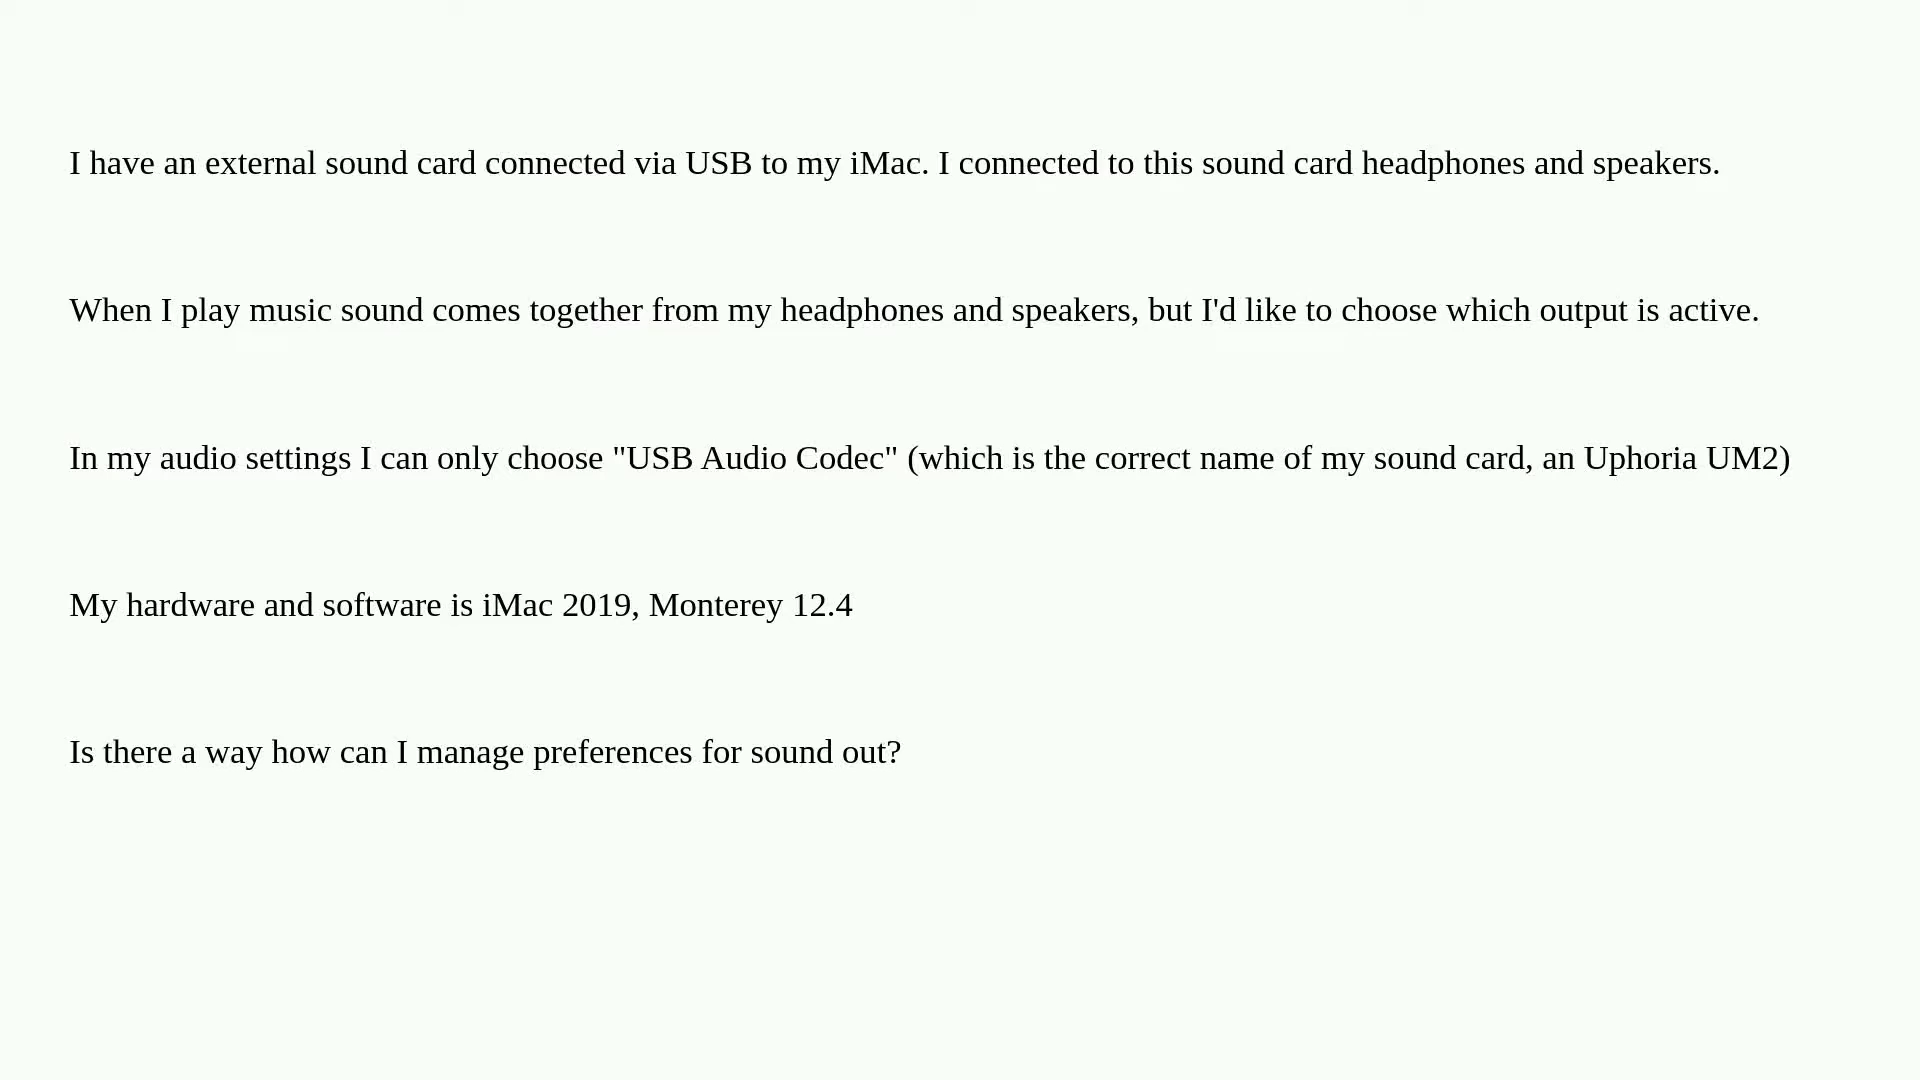 I have an external sound card connected via USB to my iMac. I connected to this sound card headphones and speakers.
When I play music sound comes together from my headphones and speakers, but I'd like to choose which output is active.
In my audio settings I can only choose "USB Audio Codec" (which is the correct name of my sound card, an Uphoria UM2)
My hardware and software is iMac 2019, Monterey 12.4
Is there a way how can I manage preferences for sound out?